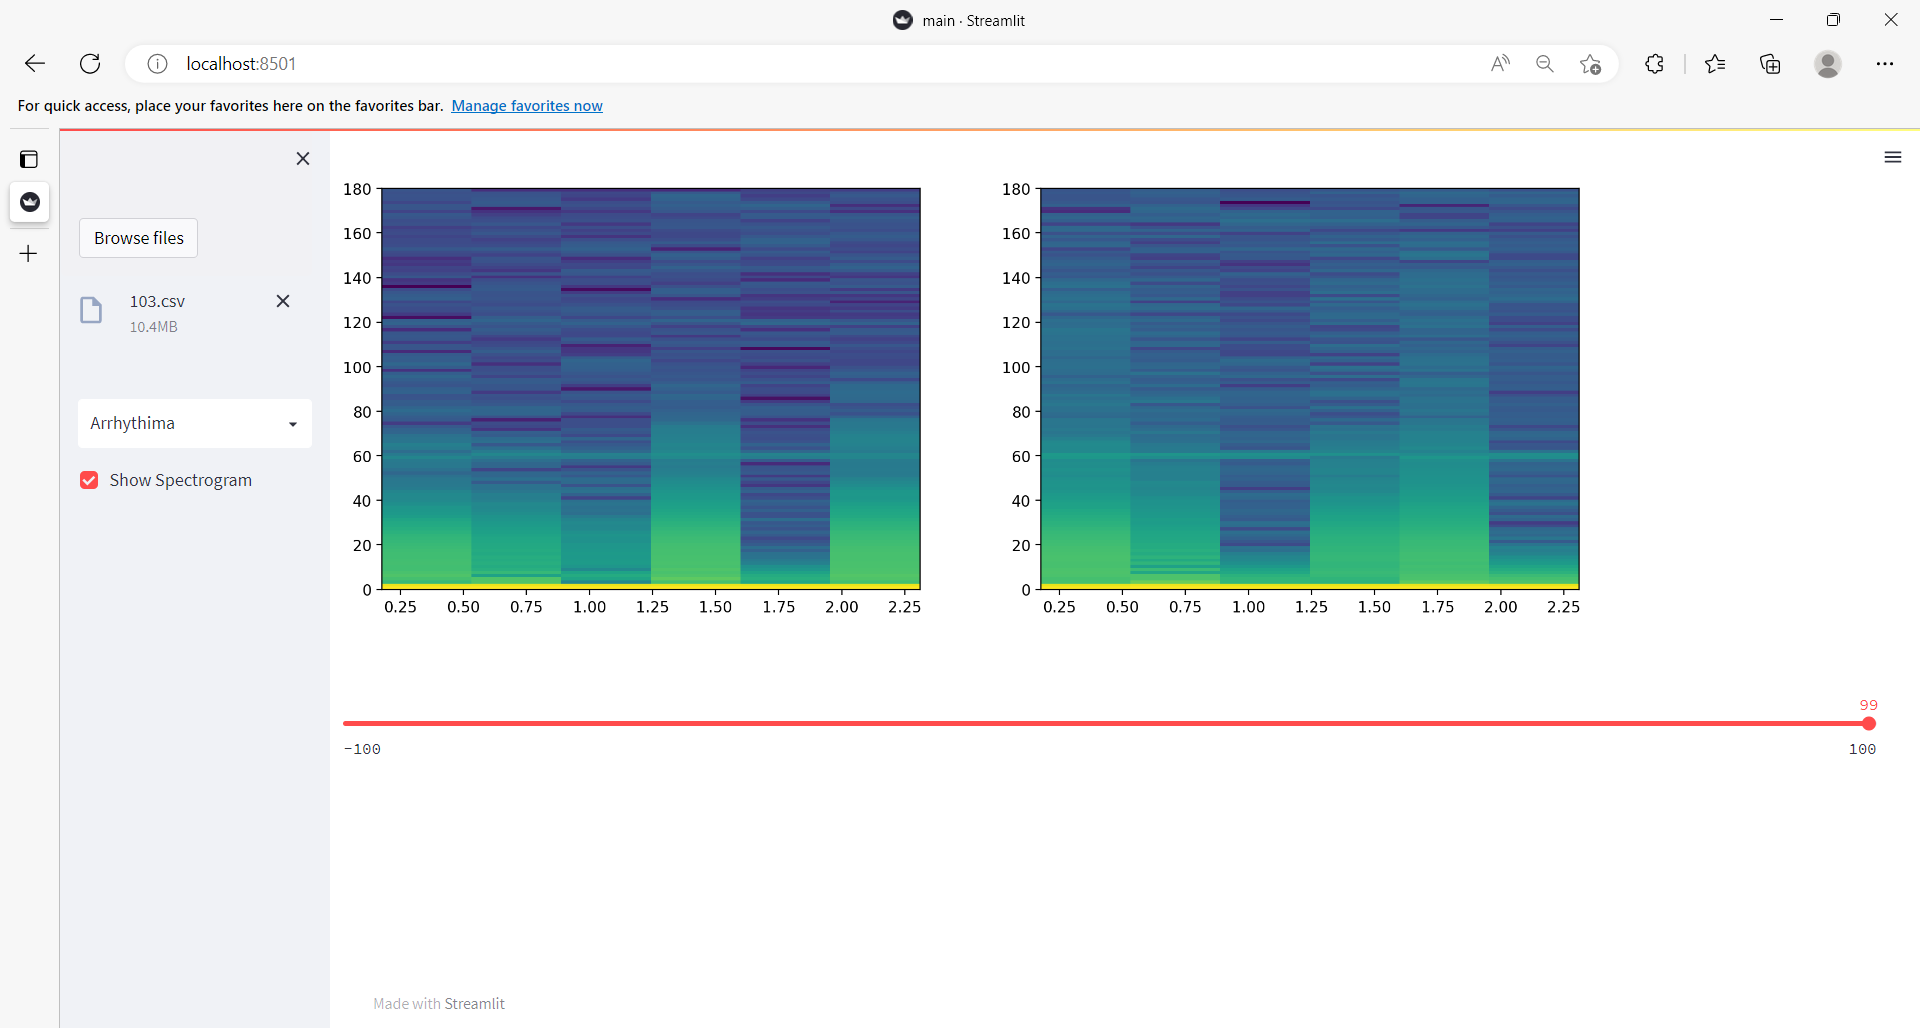 main · Streamlit
localhost:8501
For quick access, place your favorites here on the favorites bar. Manage favorites now
Browse files
103.csv
10.4MB
Arrhythima
Show Spectrogram
180
160
140
120
100
80
60
40
20
0
0.25 0.50 0.75 1.00 1.25 1.50 1.75 2.00 2.25
180
160
140
120
100
80
60
40
20
0
0.25 0.50 0.75 1.00 1.25 1.50 1.75 2.00 2.25
99
-100 100
Made with Streamlit